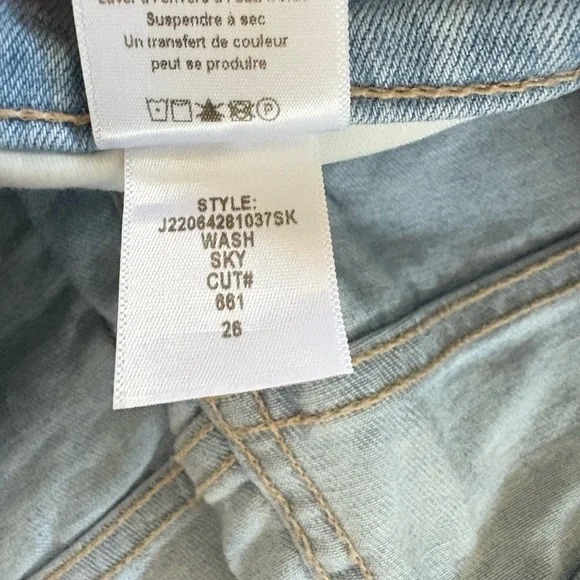 Suspendre à sec
Un transfert de couleur
peut se produire
P
STYLE:
J22064281037SK
WASH
SKY
CUT#
661
26